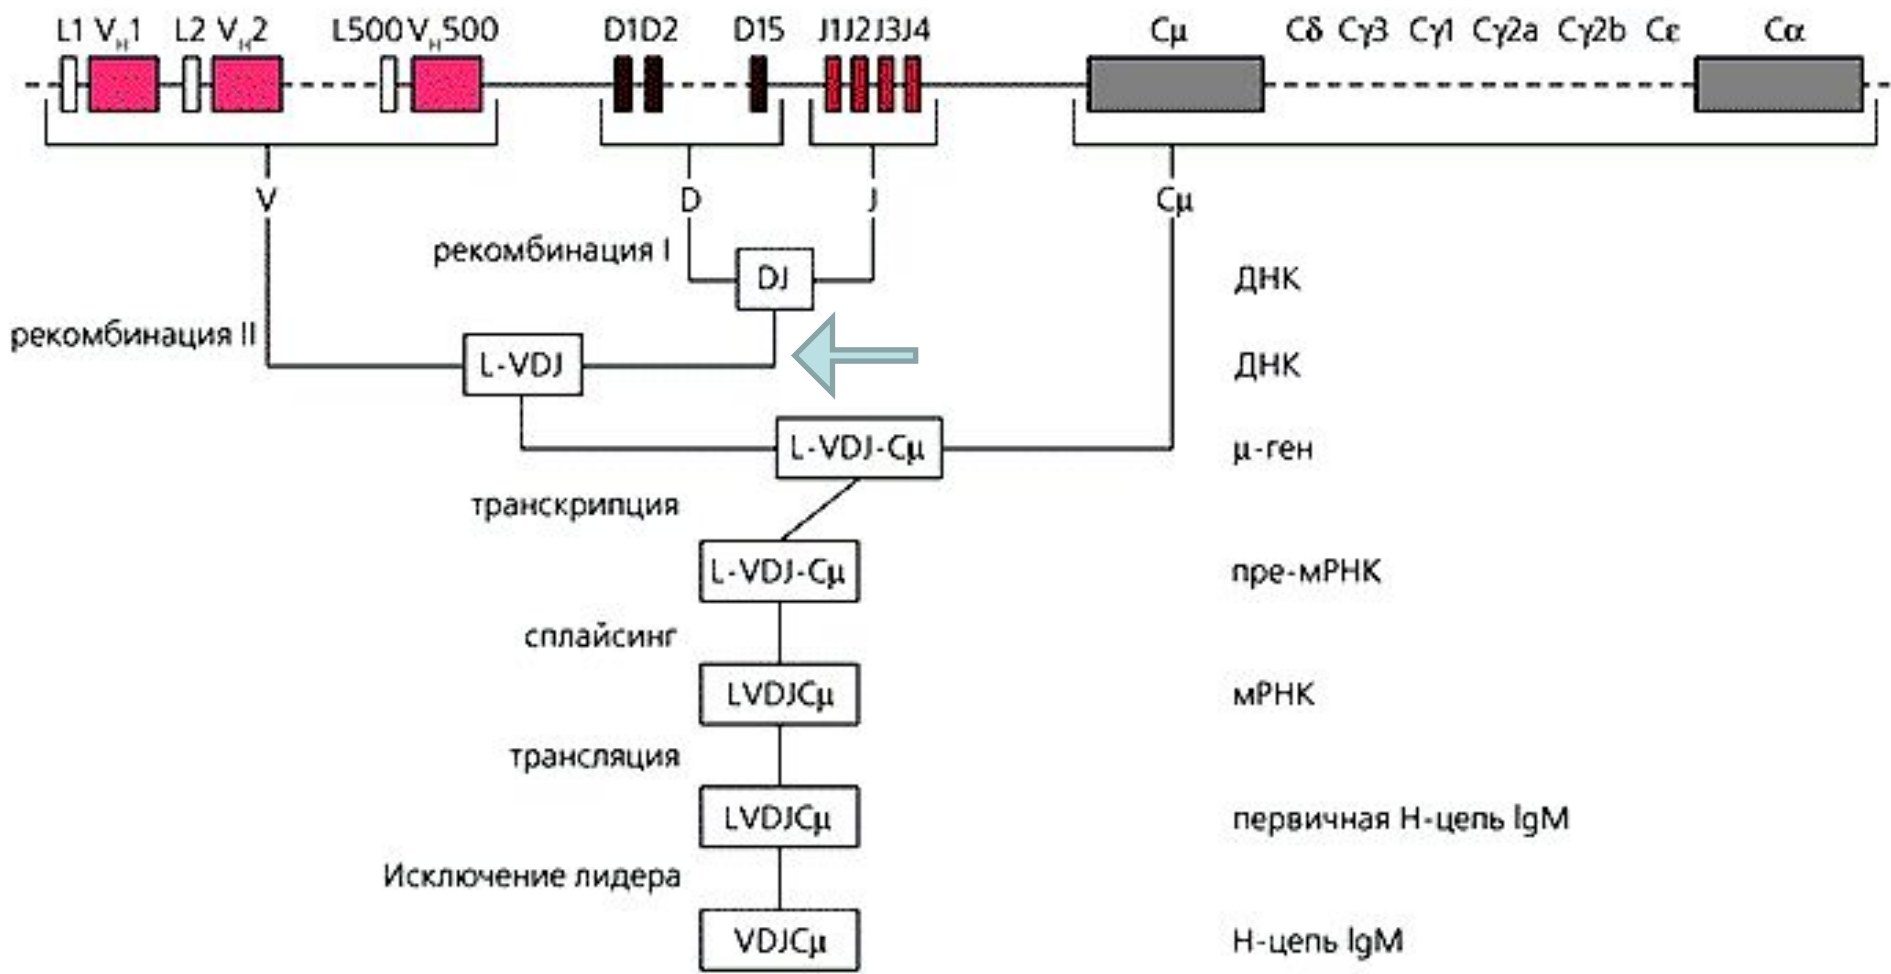 L1 VH1 L2 VH2 L500 VH500 D1D2 D15 J1J2J3J4 Cμ Cδ Cγ3 Cγ1 Cγ2a Cγ2b Cε Cα
V D J Cμ
рекомбинация I
DJ ДНК
рекомбинация II
L-VDJ ДНК
L-VDJ-Cμ μ-ген
транскрипция
L-VDJ-Cμ пре-мРНК
сплайсинг
LVDJCμ мРНК
трансляция
LVDJCμ первичная Н-цепь IgM
Исключение лидера
VDJCμ Н-цепь IgM